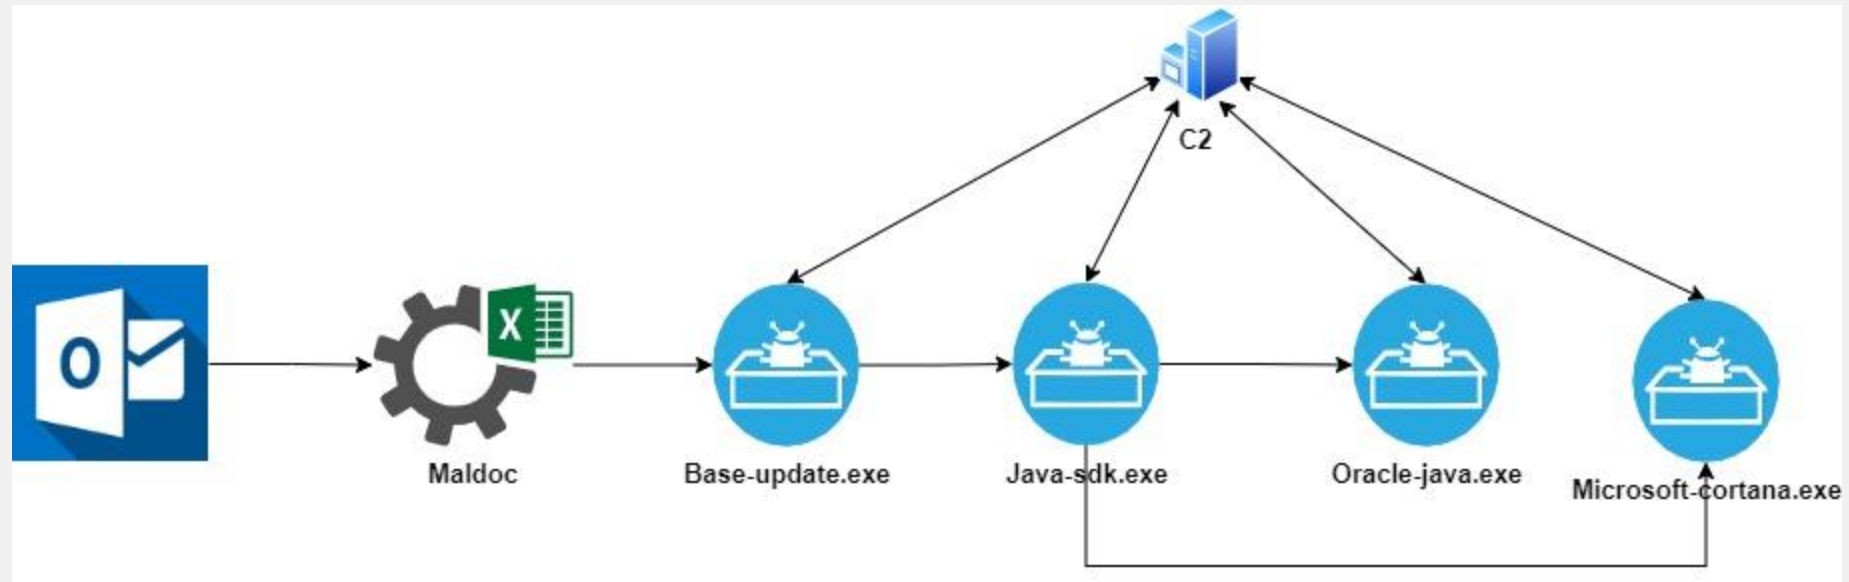 C2
O
X
Maldoc
Base-update.exe
Java-sdk.exe
Oracle-java.exe
Microsoft-cortana.exe